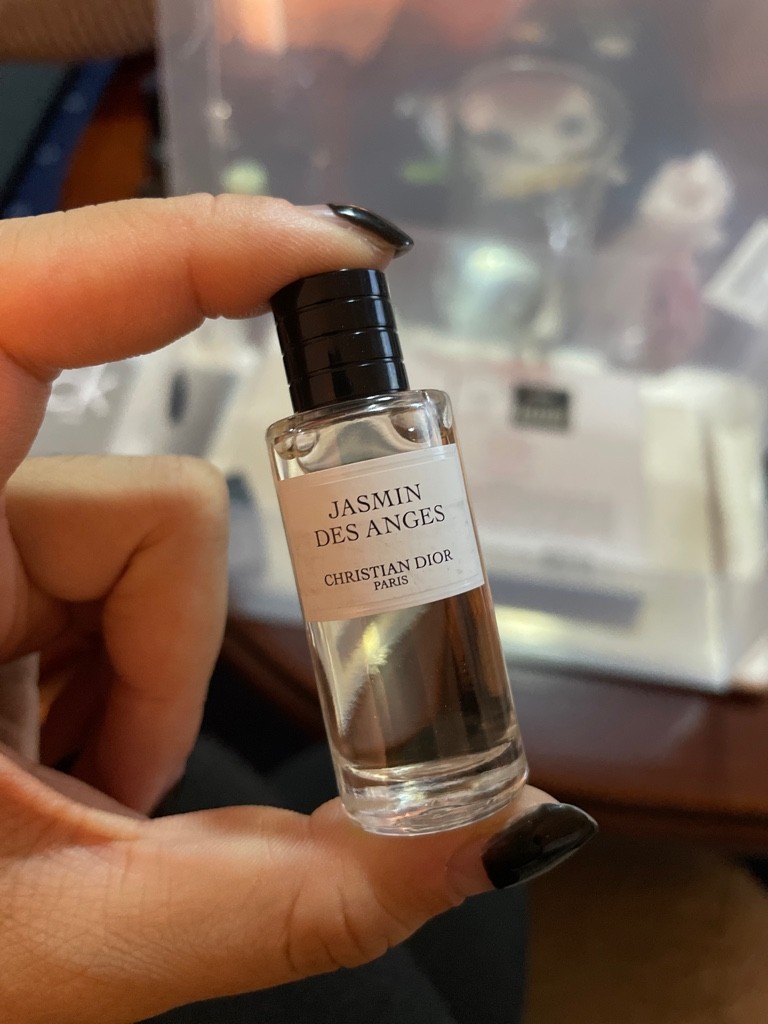 JASMIN
DES ANGES
CHRISTIAN DIOR
PARIS